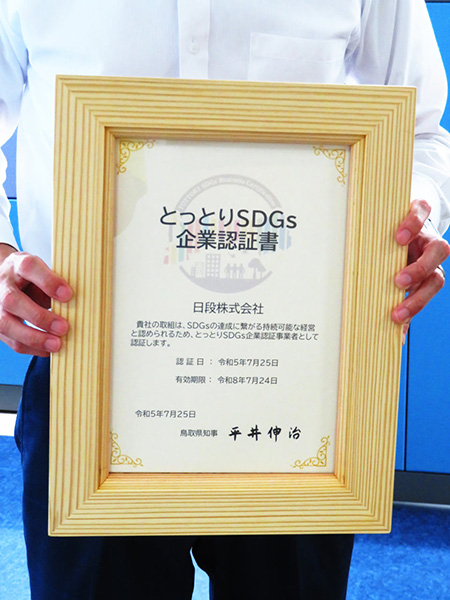 とっとりSDGs
企業認証書
日段株式会社
貴社の取組は、SDGsの達成に繋がる持続可能な経営
と認められるため、とっとりSDGs企業認証事業者として
認証します。
認証日：令和5年7月25日
有効期限：令和8年7月24日
令和5年7月25日
鳥取県知事 平井伸治